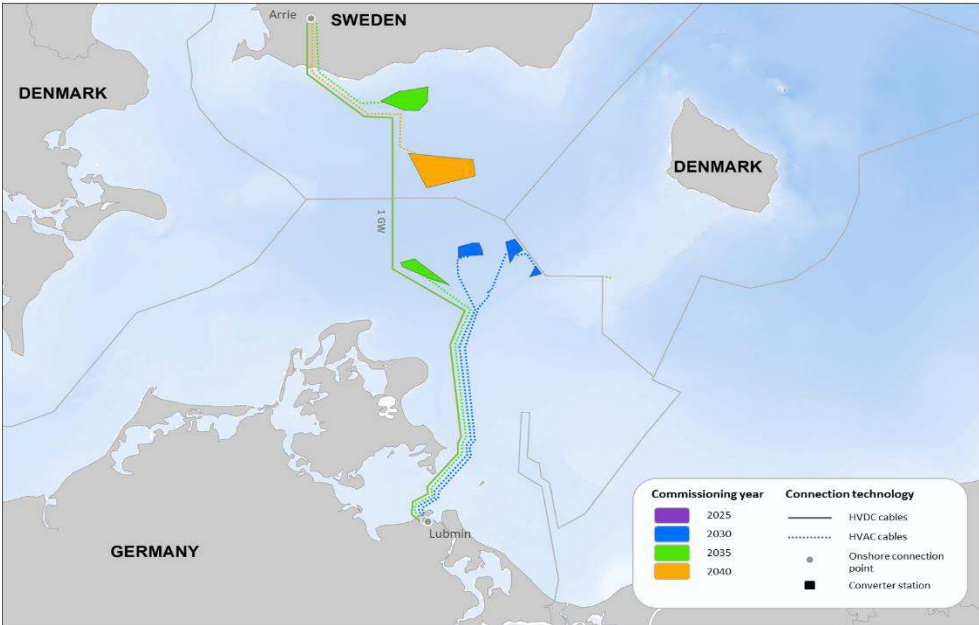 Arrie
SWEDEN
DENMARK
DENMARK
1 GW
Lubmin
GERMANY
Commissioning year
2025
2030
2035
2040
Connection technology
HVDC cables
HVAC cables
Onshore connection
point
Converter station